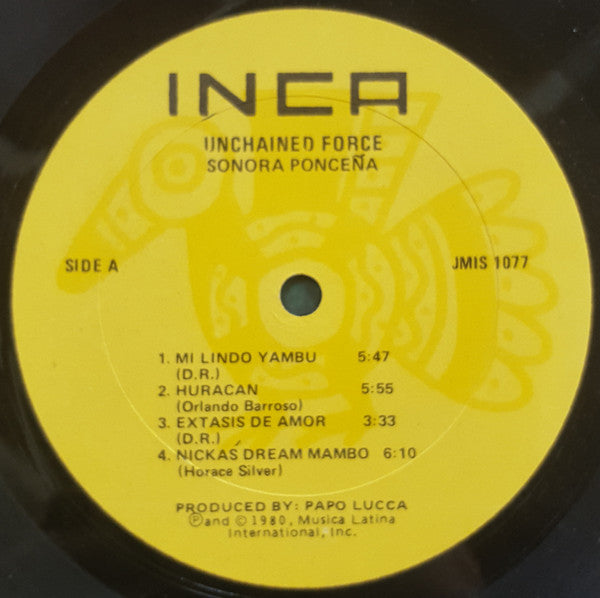 INCA
UNCHAINED FORCE
SONORA PONCEÑA
SIDE A
JMIS 1077
1. MI LINDO YAMBU 5:47
(D.R.)
2. HURACAN 5:55
(Orlando Barroso)
3. EXTASIS DE AMOR 3:33
(D.R.)
4. NICKAS DREAM MAMBO 6:10
(Horace Silver)
PRODUCED BY: PAPO LUCCA
℗and © 1980, Musica Latina
International, Inc.